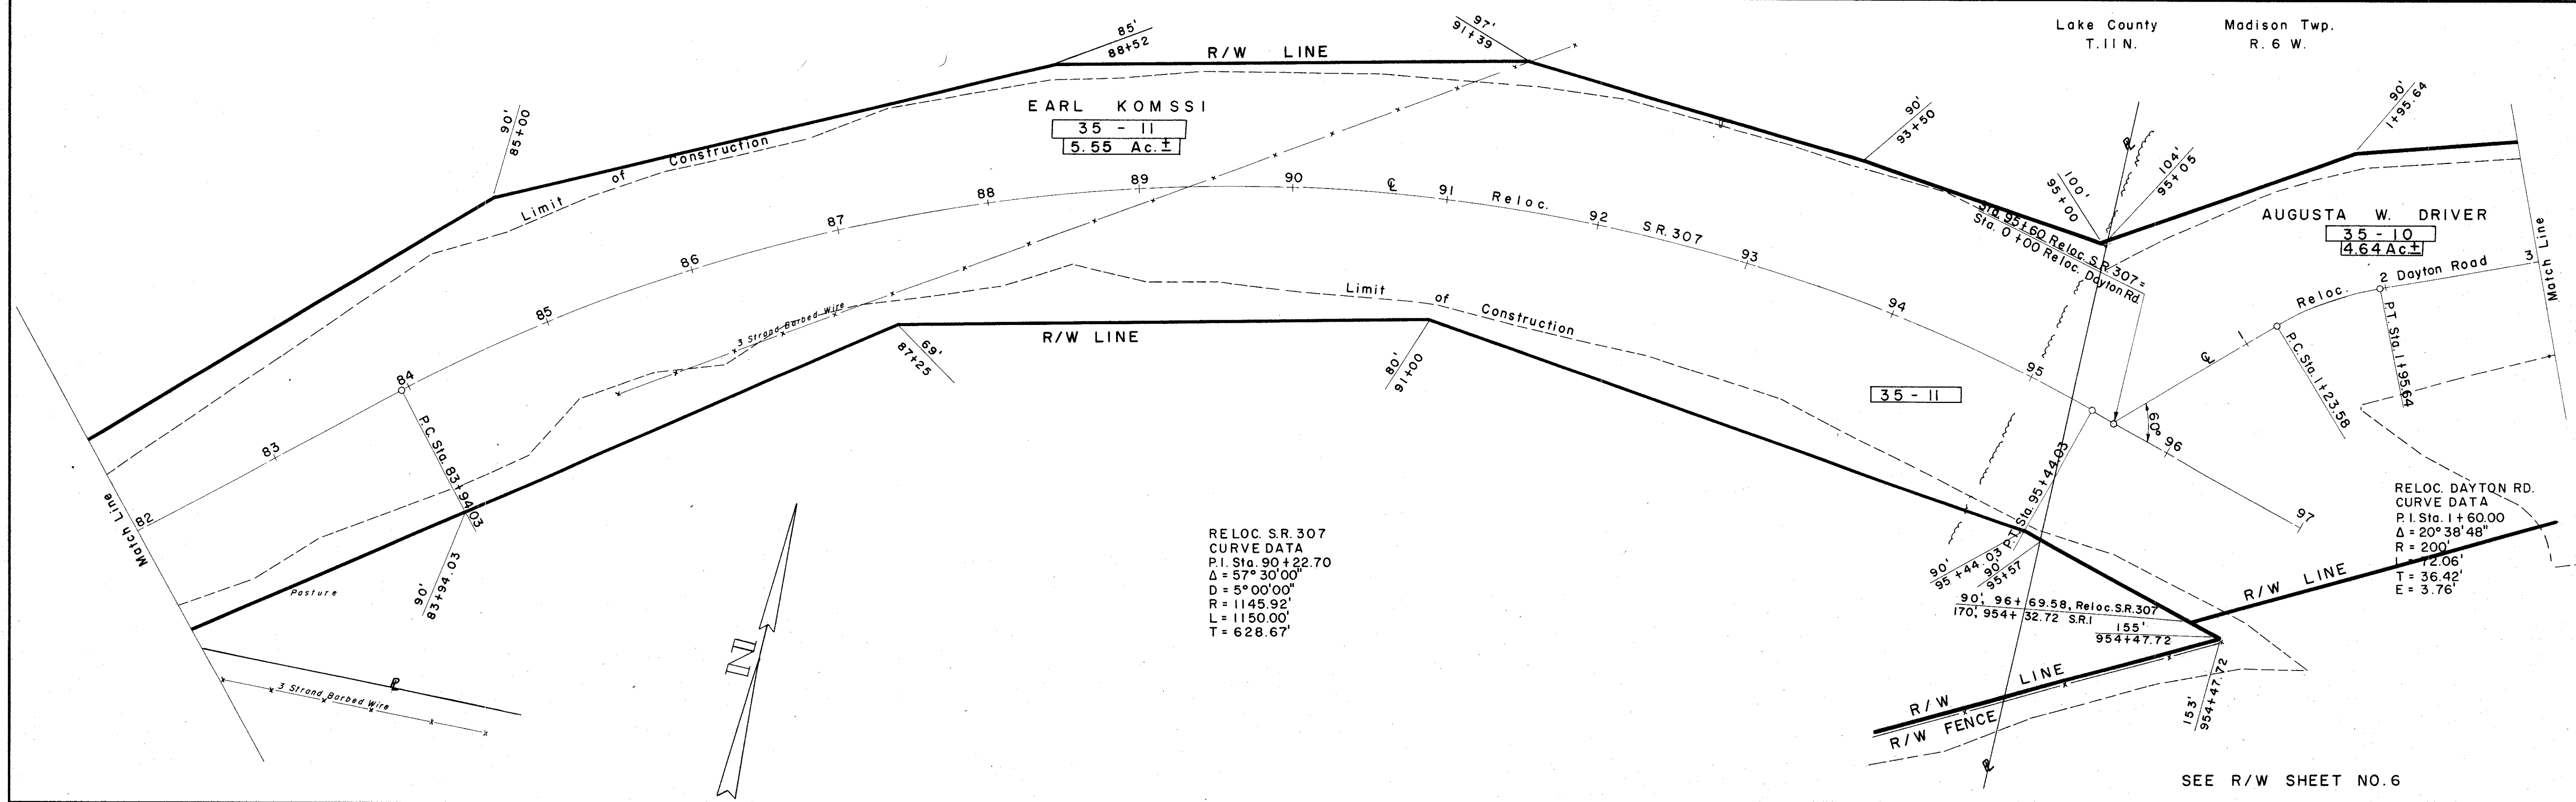 Lake County Madison Twp.
T. 11 N. R. 6 W.
85'
88+52
R/W LINE
97'
91+39
90'
85+00
EARL KOMSSI
35 - 11
5.55 Ac.±
Limit of Construction
90'
93+50
100'
95+00
104'
95+05
90'
1+95.64
AUGUSTA W. DRIVER
35 - 10
4.64 Ac.±
Sta. 95+60 Reloc. S.R. 307 =
Sta. 0+00 Reloc. Dayton Rd.
82
83
84
85
86
87
88
89
90
℄
91
Reloc.
92
S.R. 307
93
94
95
96
97
60°
℄
1
Reloc.
2
Dayton Road
3
Match Line
P.C. Sta. 1+23.58
P.T. Sta. 1+95.64
3 Strand Barbed Wire
Limit of Construction
R/W LINE
69'
87+25
80'
91+00
35 - 11
P.C. Sta. 83+94.03
P.T. Sta. 95+44.03
Match Line
90'
83+94.03
Pasture
3 Strand Barbed Wire
N
RELOC. S.R. 307
CURVE DATA
P.I. Sta. 90+22.70
Δ = 57° 30' 00"
D = 5° 00' 00"
R = 1145.92'
L = 1150.00'
T = 628.67'
RELOC. DAYTON RD.
CURVE DATA
P.I. Sta. 1+60.00
Δ = 20° 38' 48"
R = 200'
L = 72.06'
T = 36.42'
E = 3.76'
90'
95+44.03
90'
95+57
90', 96+69.58, Reloc. S.R. 307
170', 954+32.72 S.R.1
155'
954+47.72
R/W LINE
R/W LINE
R/W FENCE
153'
954+47.72
SEE R/W SHEET NO. 6